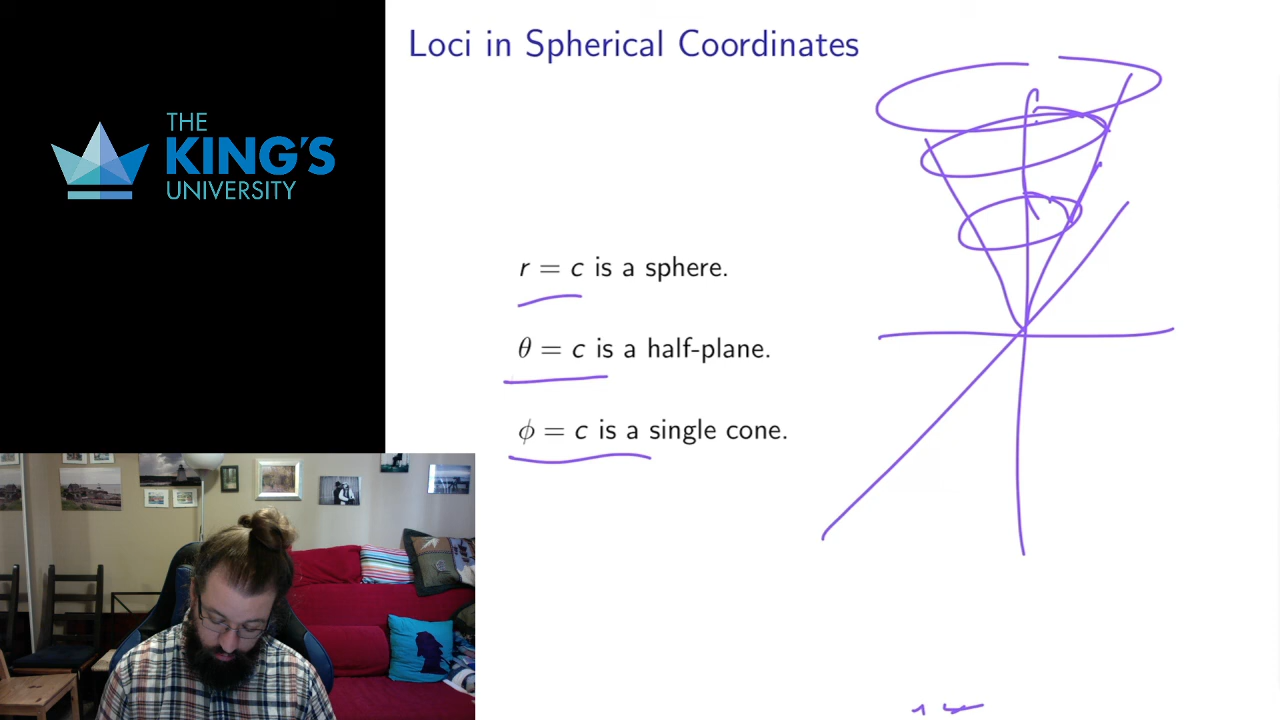 Loci in Spherical Coordinates
THE
KING'S
UNIVERSITY
r = c is a sphere.
θ = c is a half-plane.
ϕ = c is a single cone.